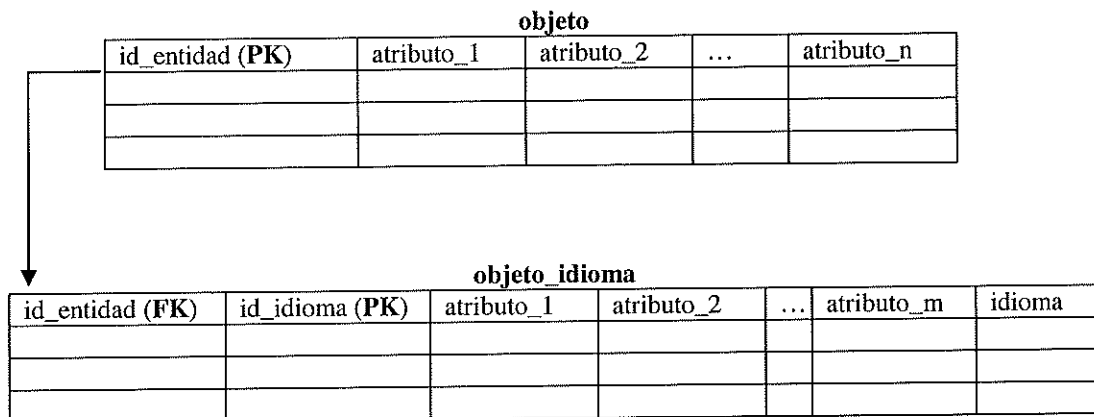 objeto
id_entidad (PK) atributo_1 atributo_2 ... atributo_n
objeto_idioma
id_entidad (FK) id_idioma (PK) atributo_1 atributo_2 ... atributo_m idioma